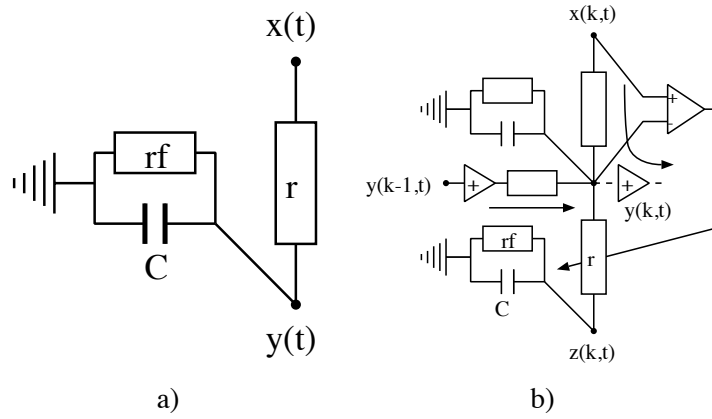 x(t)
rf
r
C
y(t)
a)
x(k,t)
+
-
y(k-1,t)
+
+
y(k,t)
rf
r
C
z(k,t)
b)